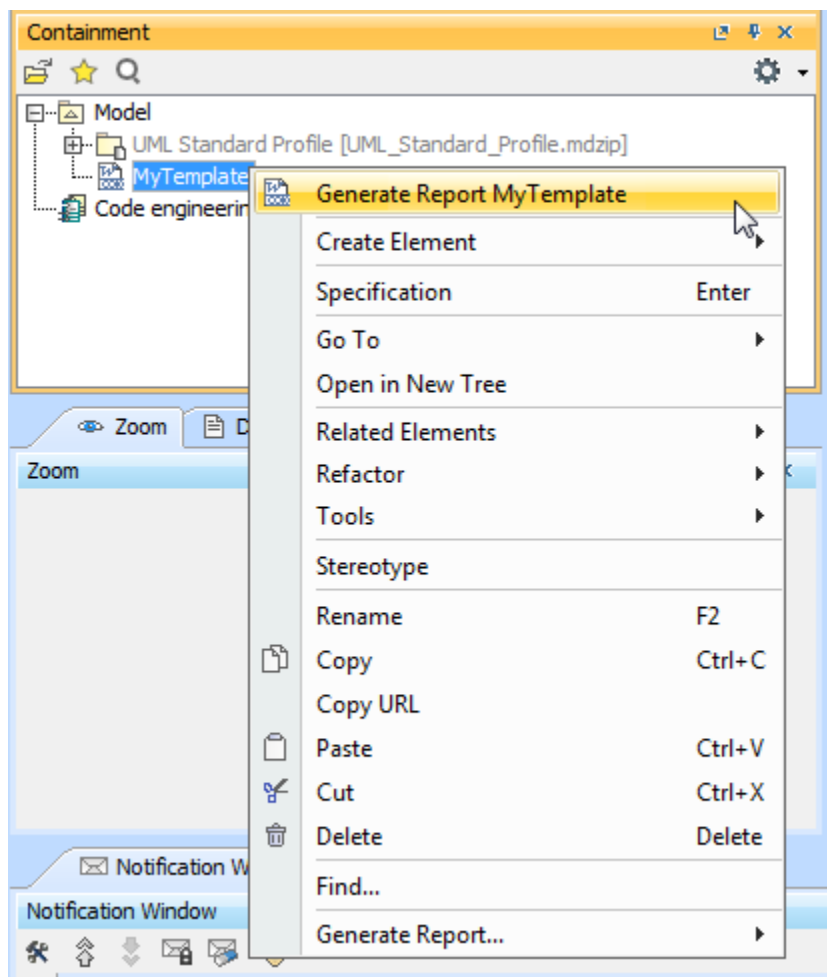 Containment
Model
UML Standard Profile [UML_Standard_Profile.mdzip]
MyTemplate
Code engineerin
Generate Report MyTemplate
Create Element
Specification Enter
Go To
Open in New Tree
Related Elements
Refactor
Tools
Stereotype
Rename F2
Copy Ctrl+C
Copy URL
Paste Ctrl+V
Cut Ctrl+X
Delete Delete
Find...
Generate Report...
Zoom D
Zoom
Notification W
Notification Window